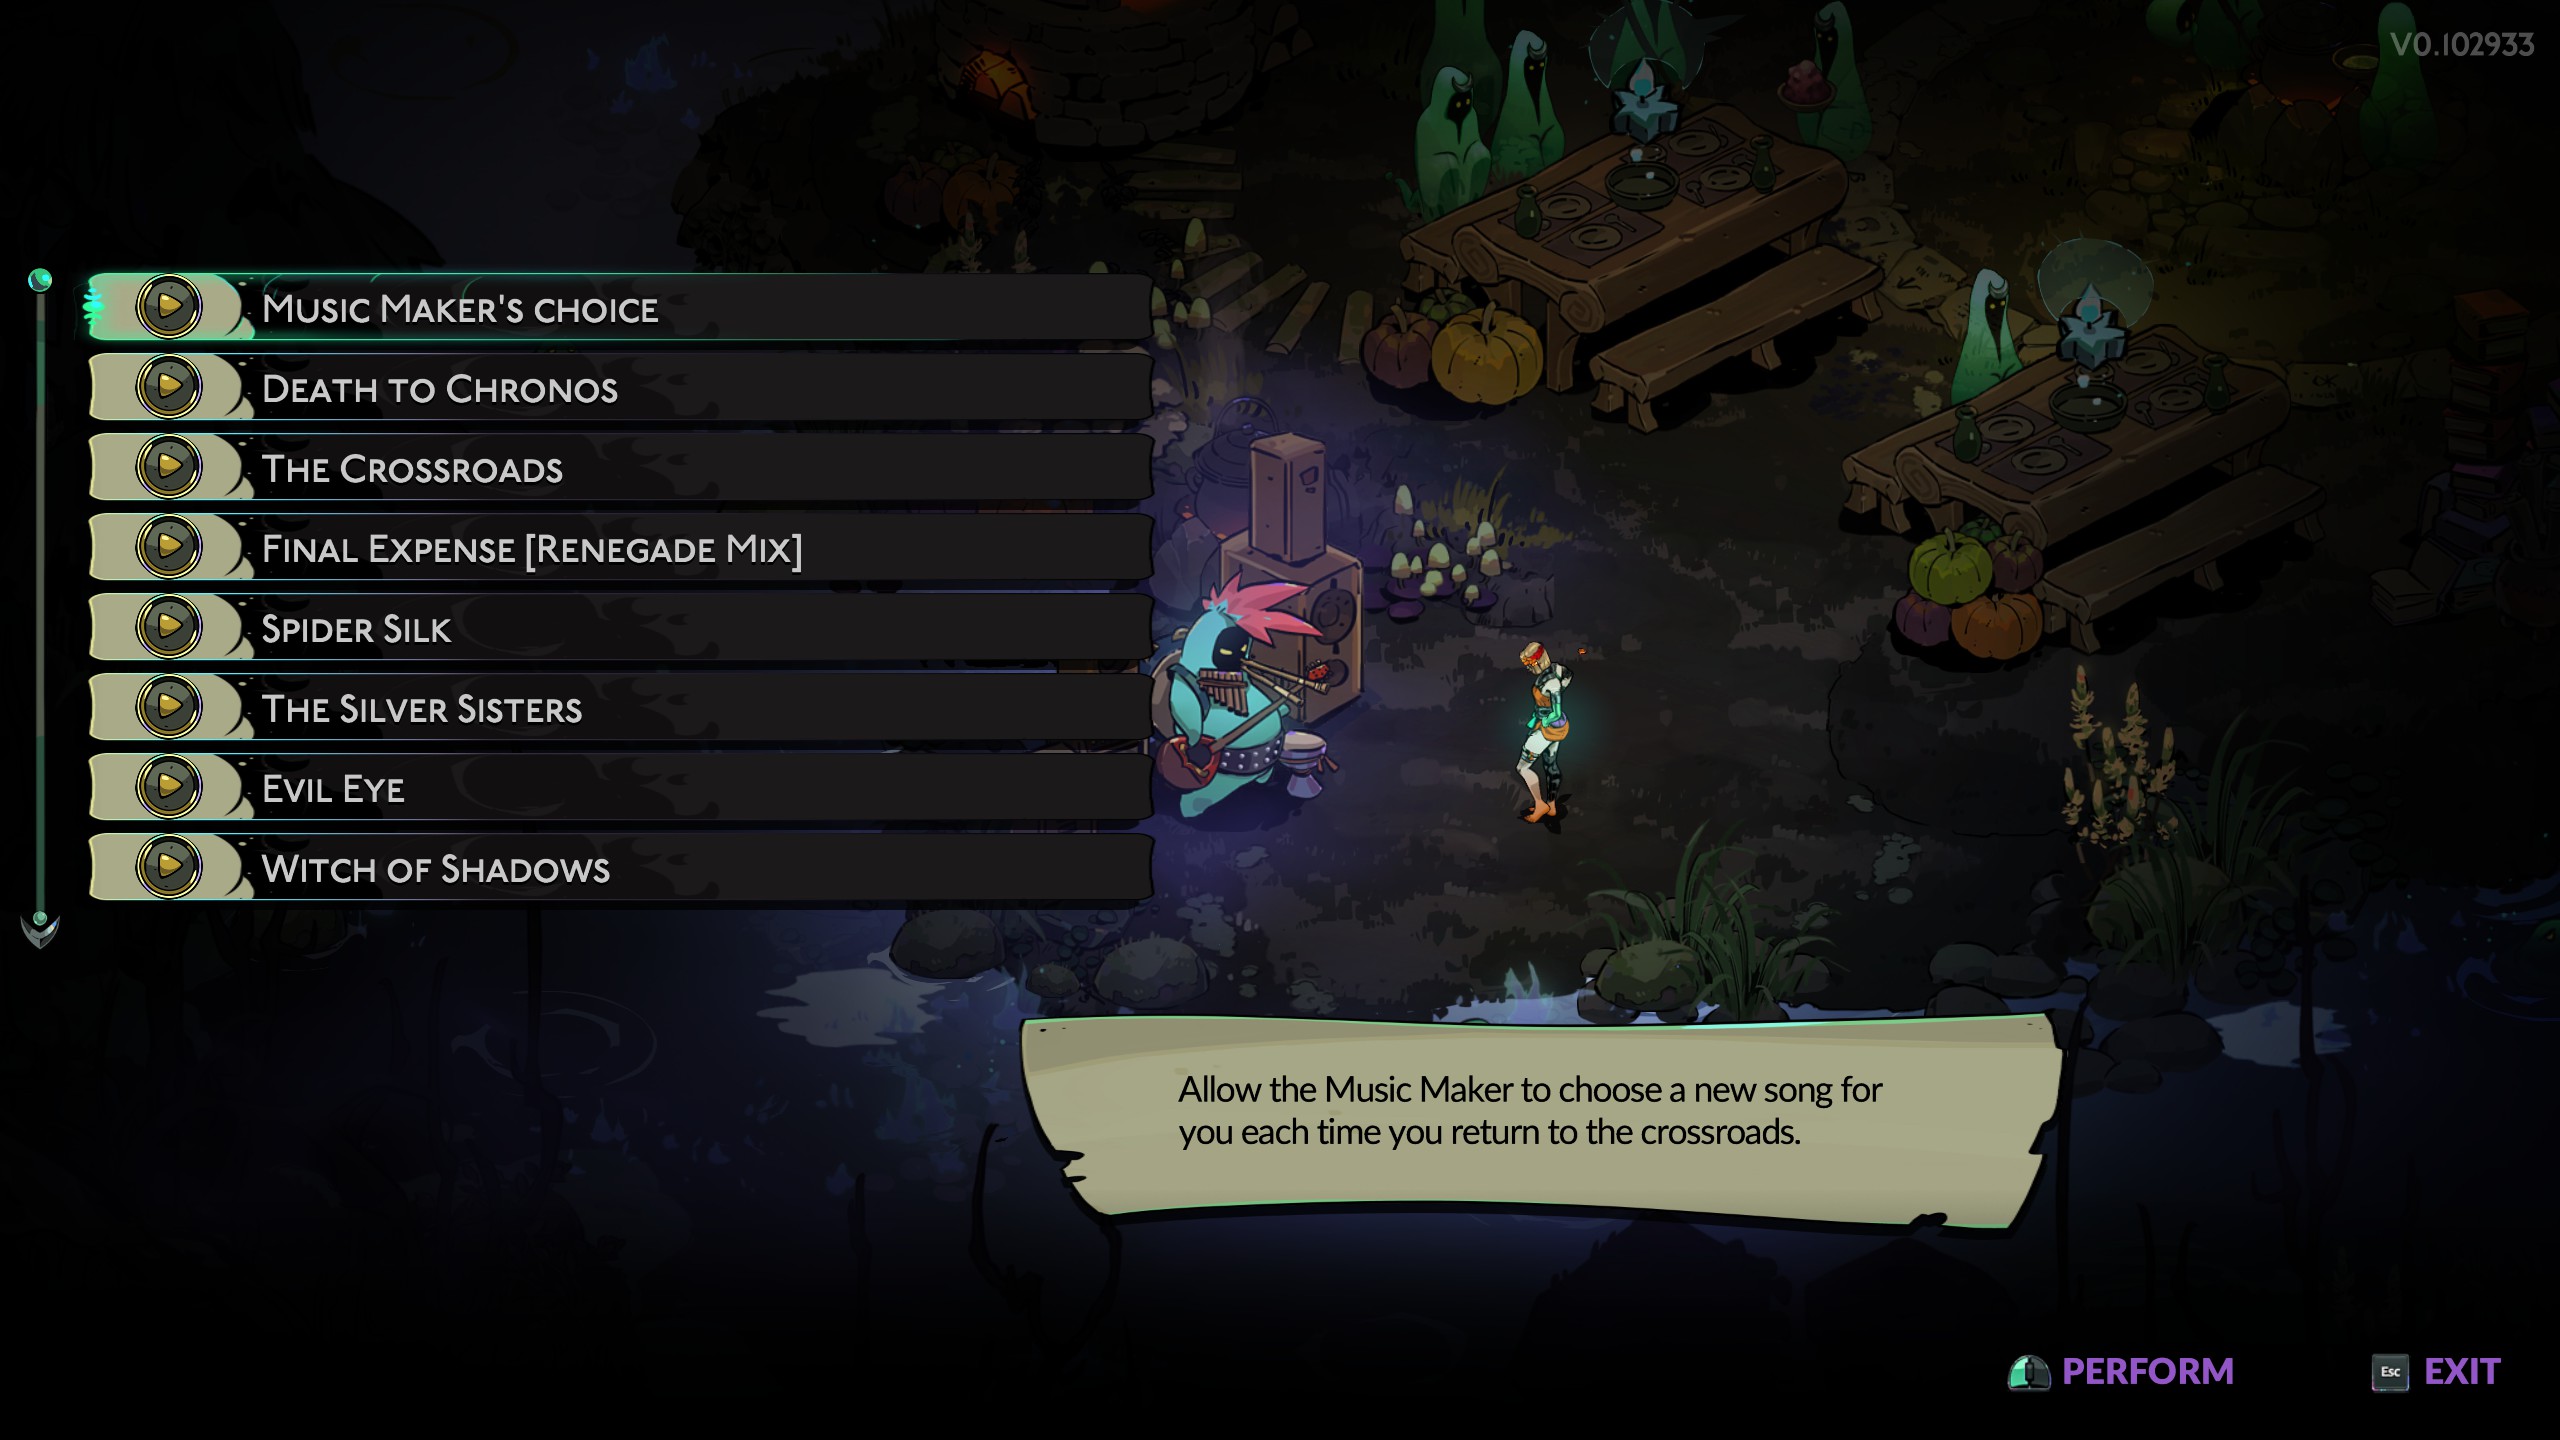 V0.102933
Music Maker's choice
Death to Chronos
The Crossroads
Final Expense [Renegade Mix]
Spider Silk
The Silver Sisters
Evil Eye
Witch of Shadows
Allow the Music Maker to choose a new song for
you each time you return to the crossroads.
PERFORM
Esc EXIT